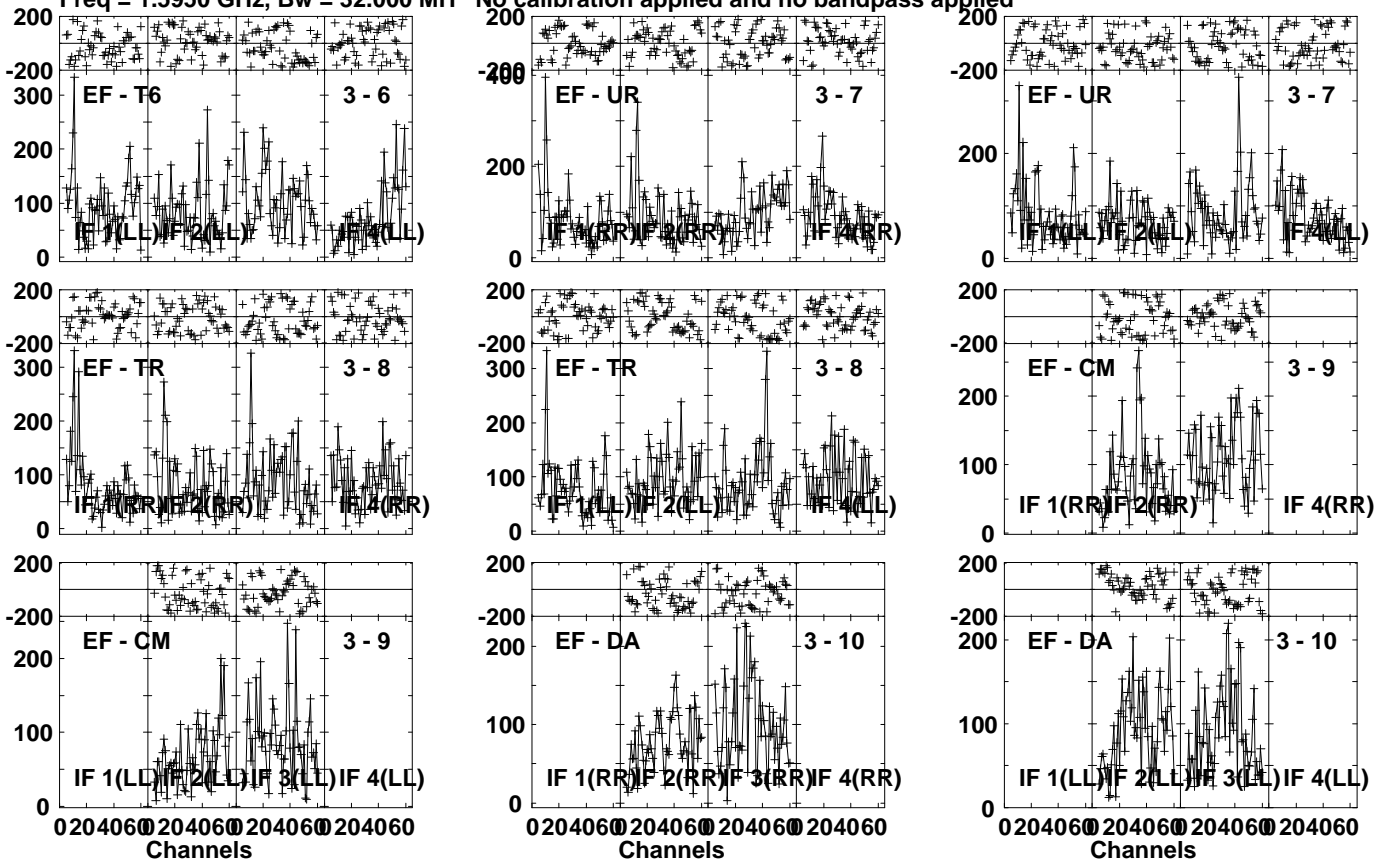 Freq = 1.5950 GHz, Bw = 32.000 MH No calibration applied and no bandpass applied
200
-200
300
200
100
0
EF - T6
3 - 6
IF 1(LL)
IF 2(LL)
IF 4(LL)
200
-200
400
200
0
EF - UR
3 - 7
IF 1(RR)
IF 2(RR)
IF 4(RR)
200
-200
200
0
EF - UR
3 - 7
IF 1(LL)
IF 2(LL)
IF 4(LL)
200
-200
300
200
100
0
EF - TR
3 - 8
IF 1(RR)
IF 2(RR)
IF 4(RR)
200
-200
300
200
100
0
EF - TR
3 - 8
IF 1(LL)
IF 2(LL)
IF 4(LL)
200
-200
200
100
0
EF - CM
3 - 9
IF 1(RR)
IF 2(RR)
IF 4(RR)
200
-200
200
100
0
EF - CM
3 - 9
IF 1(LL)
IF 2(LL)
IF 3(LL)
IF 4(LL)
0 20 40 60 0 20 40 60 0 20 40 60 0 20 40 60
Channels
200
-200
200
100
0
EF - DA
3 - 10
IF 1(RR)
IF 2(RR)
IF 3(RR)
IF 4(RR)
0 20 40 60 0 20 40 60 0 20 40 60 0 20 40 60
Channels
200
-200
200
100
0
EF - DA
3 - 10
IF 1(LL)
IF 2(LL)
IF 3(LL)
IF 4(LL)
0 20 40 60 0 20 40 60 0 20 40 60 0 20 40 60
Channels